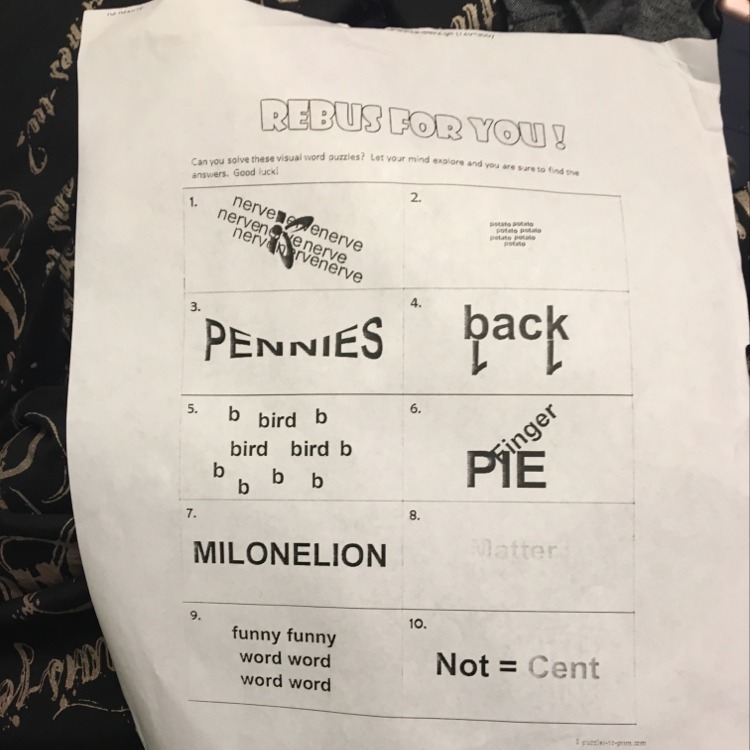 REBUS FOR YOU!
Can you solve these visual word puzzles? Let your mind explore and you are sure to find the
answers. Good luck!
1.
nerve nerve
nerve nerve
nervenerve
2.
potato potato
potato potato
potato potato
potato
3.
PENNIES
4.
back
5.
b bird b
bird bird b
b b b b
6.
Finger
PIE
7.
MILONELION
8.
Matter
9.
funny funny
word word
word word
10.
Not = Cent